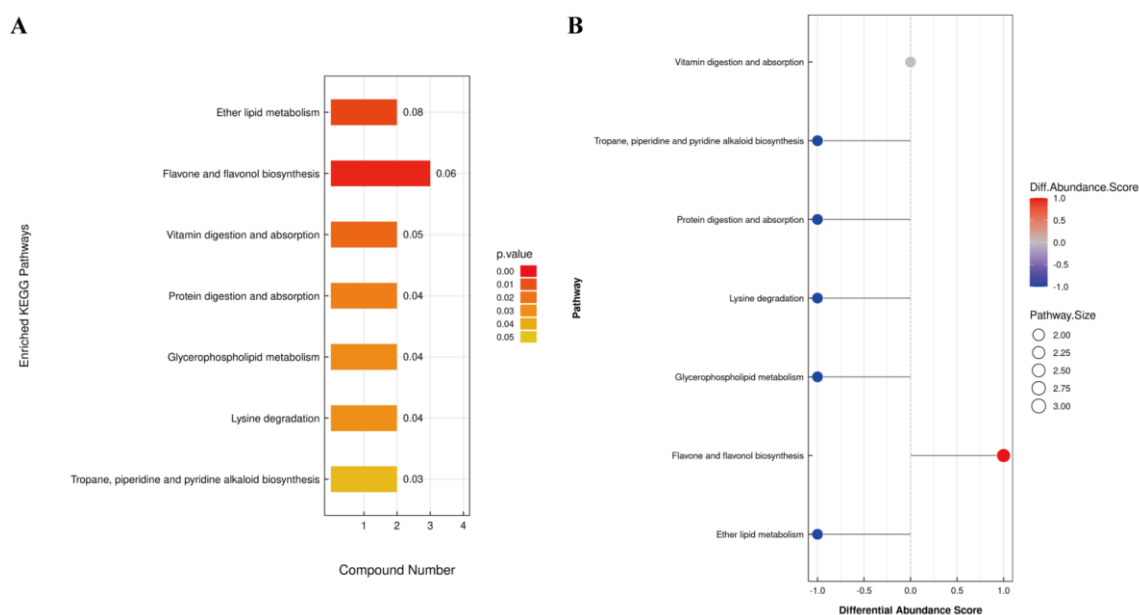 A
Enriched KEGG Pathways
Ether lipid metabolism
0.08
Flavone and flavonol biosynthesis
0.06
Vitamin digestion and absorption
0.05
Protein digestion and absorption
0.04
Glycerophospholipid metabolism
0.04
Lysine degradation
0.04
Tropane, piperidine and pyridine alkaloid biosynthesis
0.03
1 2 3 4
Compound Number
p.value
0.00
0.01
0.02
0.03
0.04
0.05
B
Pathway
Vitamin digestion and absorption
Tropane, piperidine and pyridine alkaloid biosynthesis
Protein digestion and absorption
Lysine degradation
Glycerophospholipid metabolism
Flavone and flavonol biosynthesis
Ether lipid metabolism
-1.0 -0.5 0.0 0.5 1.0
Differential Abundance Score
Diff.Abundance.Score
1.0
0.5
0.0
-0.5
-1.0
Pathway.Size
2.00
2.25
2.50
2.75
3.00